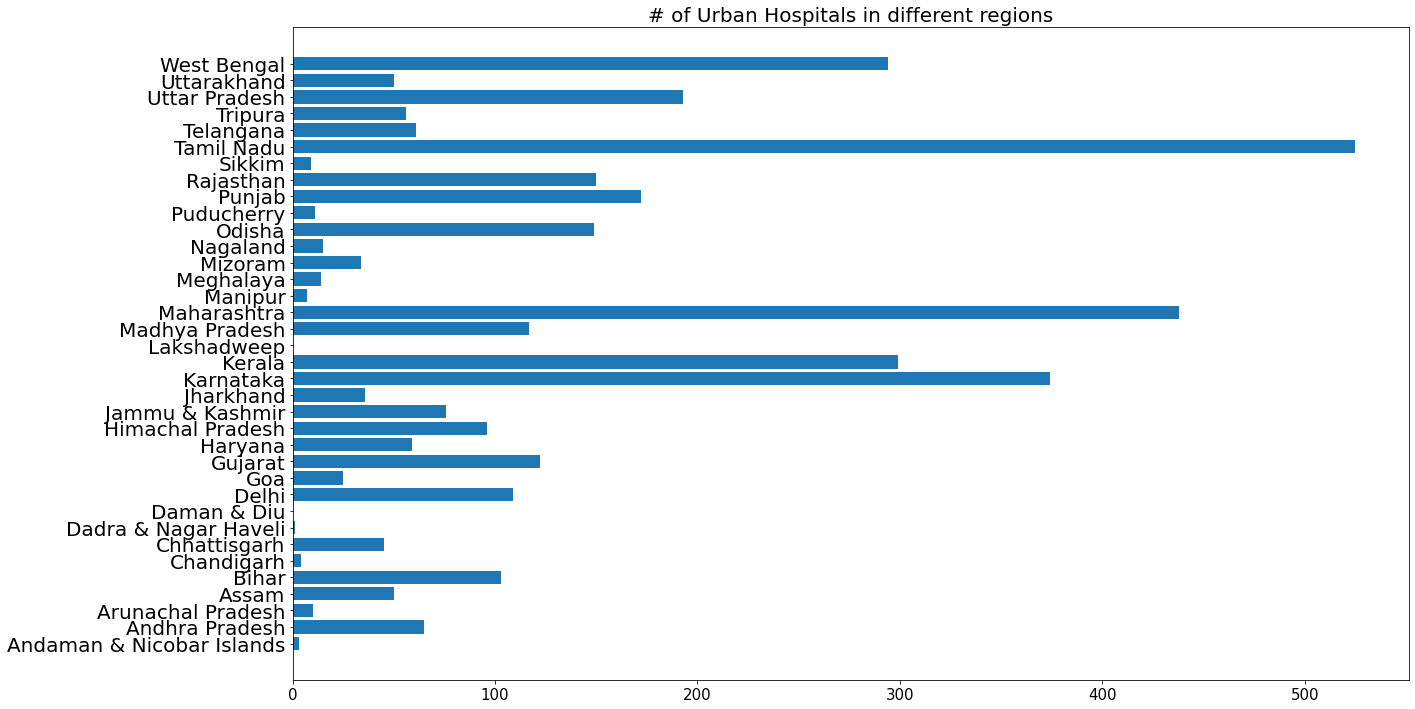 # of Urban Hospitals in different regions
West Bengal
Uttarakhand
Uttar Pradesh
Tripura
Telangana
Tamil Nadu
Sikkim
Rajasthan
Punjab
Puducherry
Odisha
Nagaland
Mizoram
Meghalaya
Manipur
Maharashtra
Madhya Pradesh
Lakshadweep
Kerala
Karnataka
Jharkhand
Jammu & Kashmir
Himachal Pradesh
Haryana
Gujarat
Goa
Delhi
Daman & Diu
Dadra & Nagar Haveli
Chhattisgarh
Chandigarh
Bihar
Assam
Arunachal Pradesh
Andhra Pradesh
Andaman & Nicobar Islands
0 100 200 300 400 500